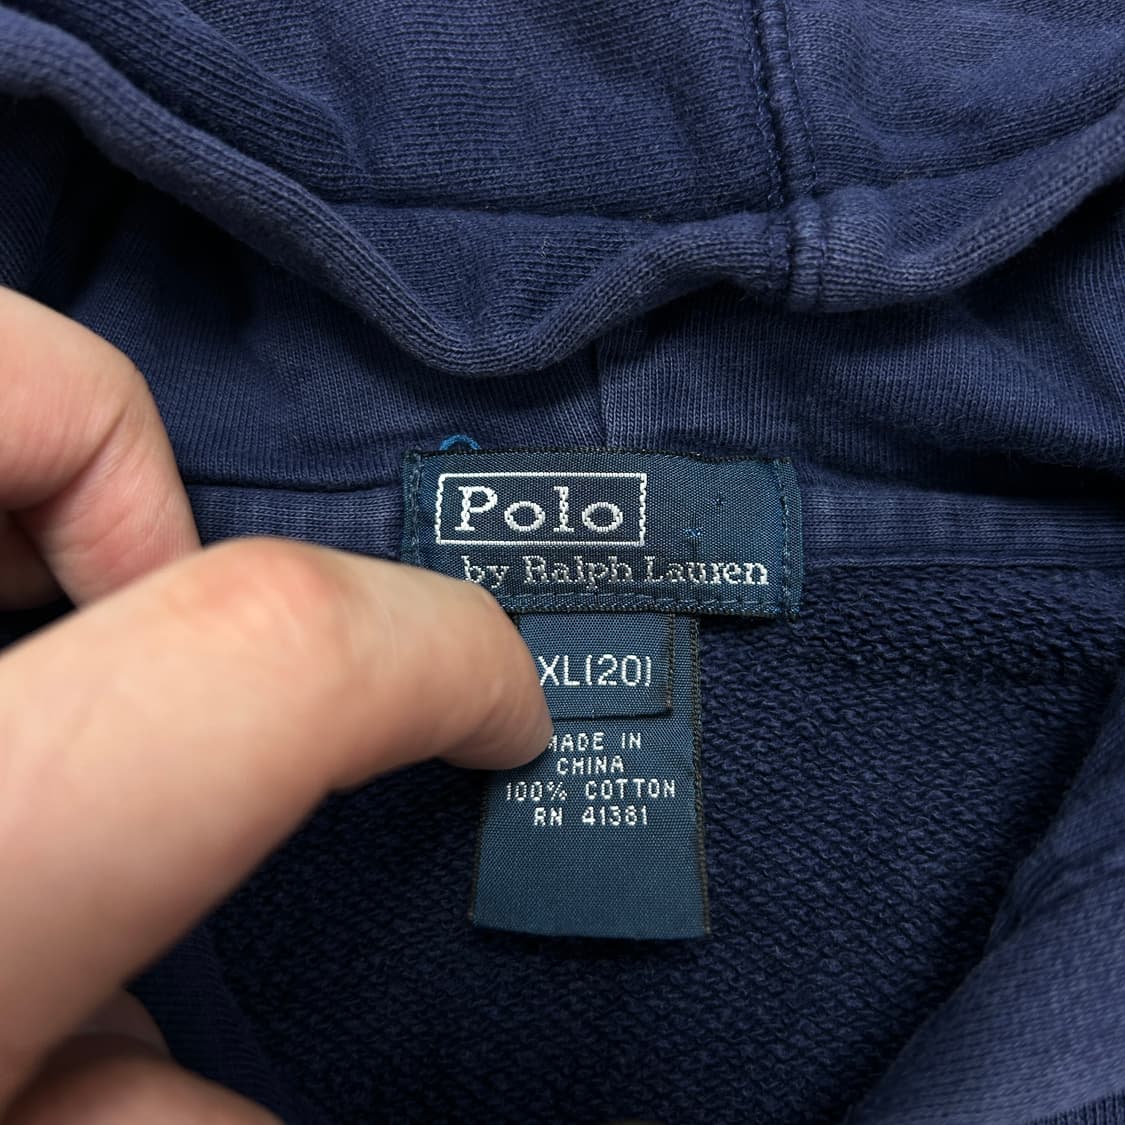 Polo
by Ralph Lauren
XL(20)
MADE IN
CHINA
100% COTTON
RN 41381